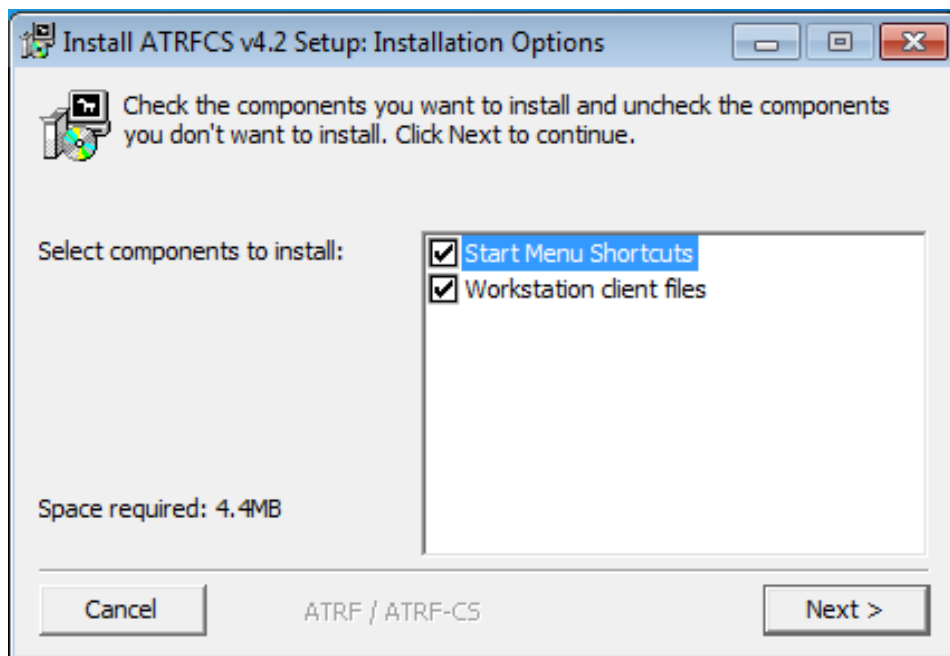 Install ATRFCS v4.2 Setup: Installation Options
Check the components you want to install and uncheck the components
you don't want to install. Click Next to continue.
Select components to install:
Start Menu Shortcuts
Workstation client files
Space required: 4.4MB
Cancel
ATRF / ATRF-CS
Next >